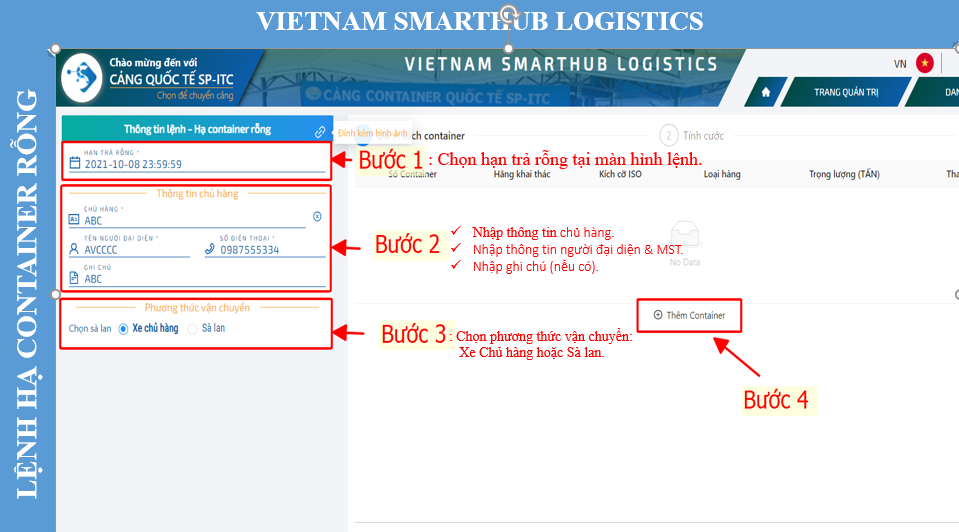 VIETNAM SMARTHUB LOGISTICS
LỆNH HẠ CONTAINER RỖNG
Chào mừng đến với
CẢNG QUỐC TẾ SP-ITC
Chọn để chuyển cảng
VIETNAM SMARTHUB LOGISTICS
CẢNG CONTAINER QUỐC TẾ SP-ITC
VN
TRANG QUẢN TRỊ
DAN
Thông tin lệnh - Hạ container rỗng
Đính kèm hình ảnh
ch container
2 Tính cước
HẠN TRẢ RỖNG *
2021-10-08 23:59:59
Bước 1 : Chọn hạn trả rỗng tại màn hình lệnh.
Số Container
Hãng khai thác
Kích cỡ ISO
Loại hàng
Trọng lượng (TẤN)
Tha
Thông tin chủ hàng
CHỦ HÀNG *
ABC
TÊN NGƯỜI ĐẠI DIỆN *
AVCCCC
SỐ ĐIỆN THOẠI *
0987555334
GHI CHÚ
ABC
Bước 2
✓ Nhập thông tin chủ hàng.
✓ Nhập thông tin người đại diện & MST.
✓ Nhập ghi chú (nếu có).
No Data
Phương thức vận chuyển
Chọn sà lan
Xe chủ hàng
Sà lan
Bước 3 : Chọn phương thức vận chuyển:
Xe Chủ hàng hoặc Sà lan.
Thêm Container
Bước 4